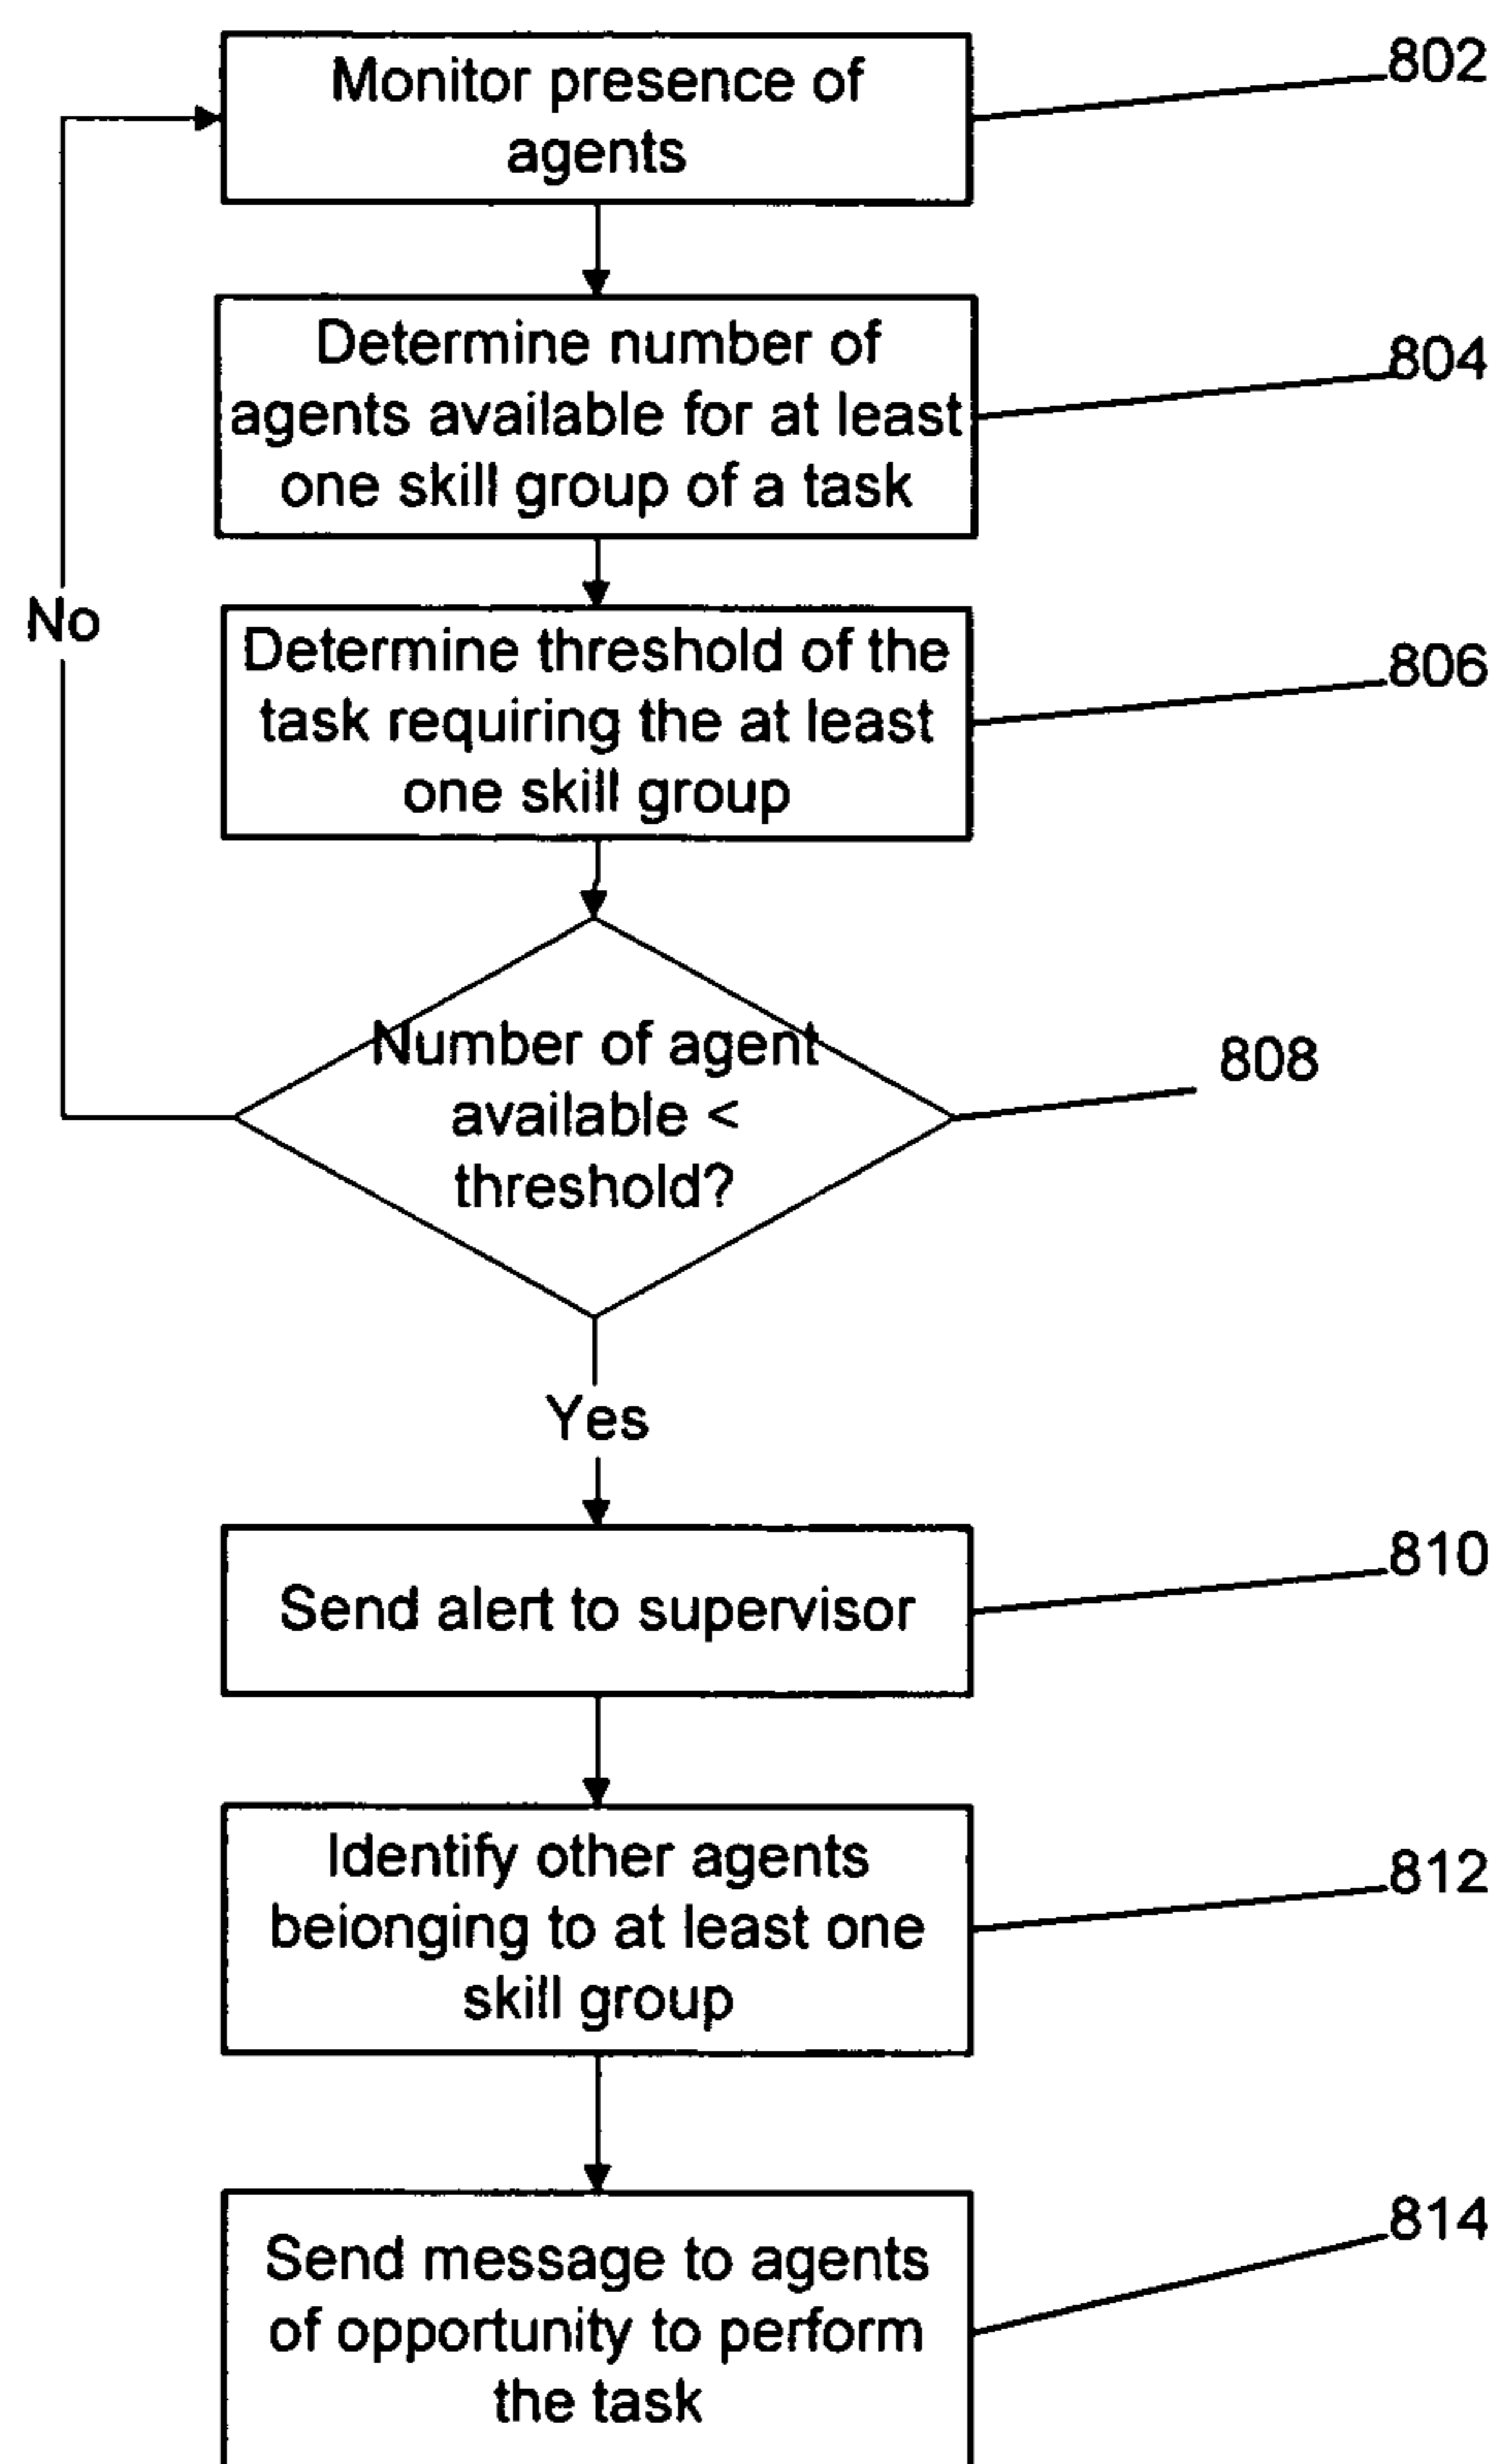 Monitor presence of
agents
802
Determine number of
agents available for at least
one skill group of a task
804
Determine threshold of the
task requiring the at least
one skill group
806
No
Number of agent
available <
threshold?
808
Yes
Send alert to supervisor
810
Identify other agents
beionging to at least one
skill group
812
Send message to agents
of opportunity to perform
the task
814